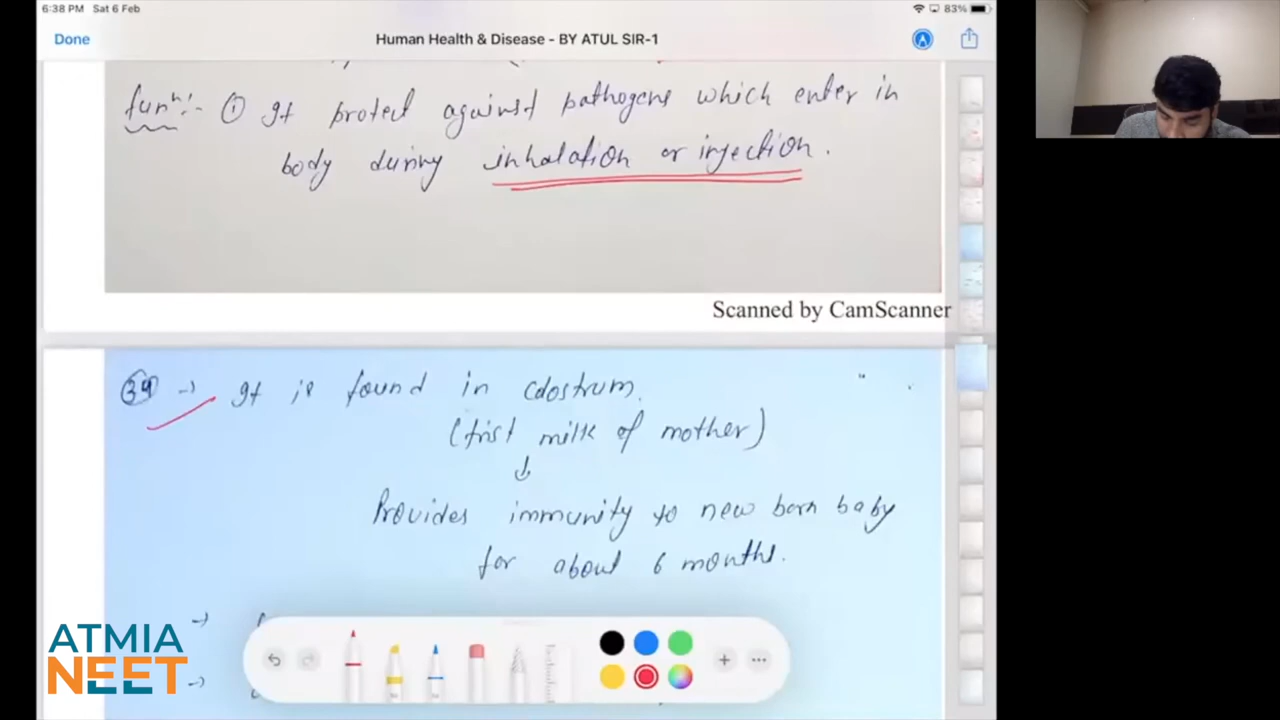 6:38 PM Sat 6 Feb
83%
Done
Human Health & Disease - BY ATUL SIR-1
funⁿ:- ① It protect against pathogens which enter in
body during inhalation or injection.
Scanned by CamScanner
39 → It is found in colostrum.
(first milk of mother)
↓
Provides immunity to new born baby
for about 6 months.
→
→
ATMIA
NEET